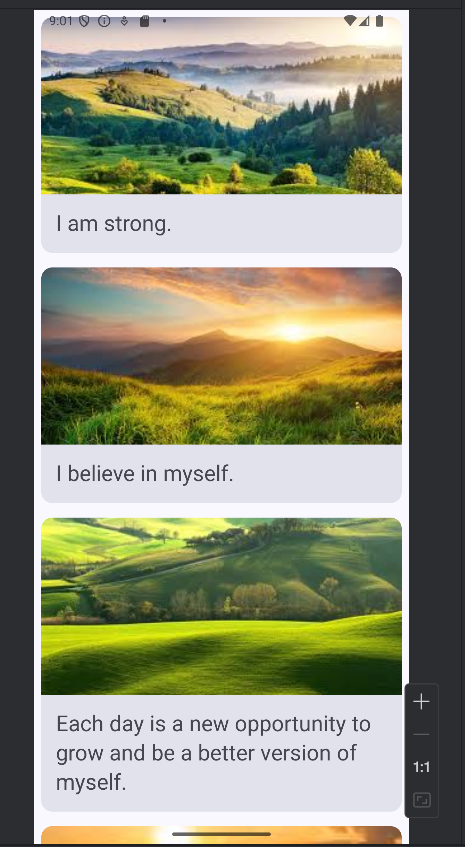 9:01
I am strong.
I believe in myself.
Each day is a new opportunity to
grow and be a better version of
myself.
1:1